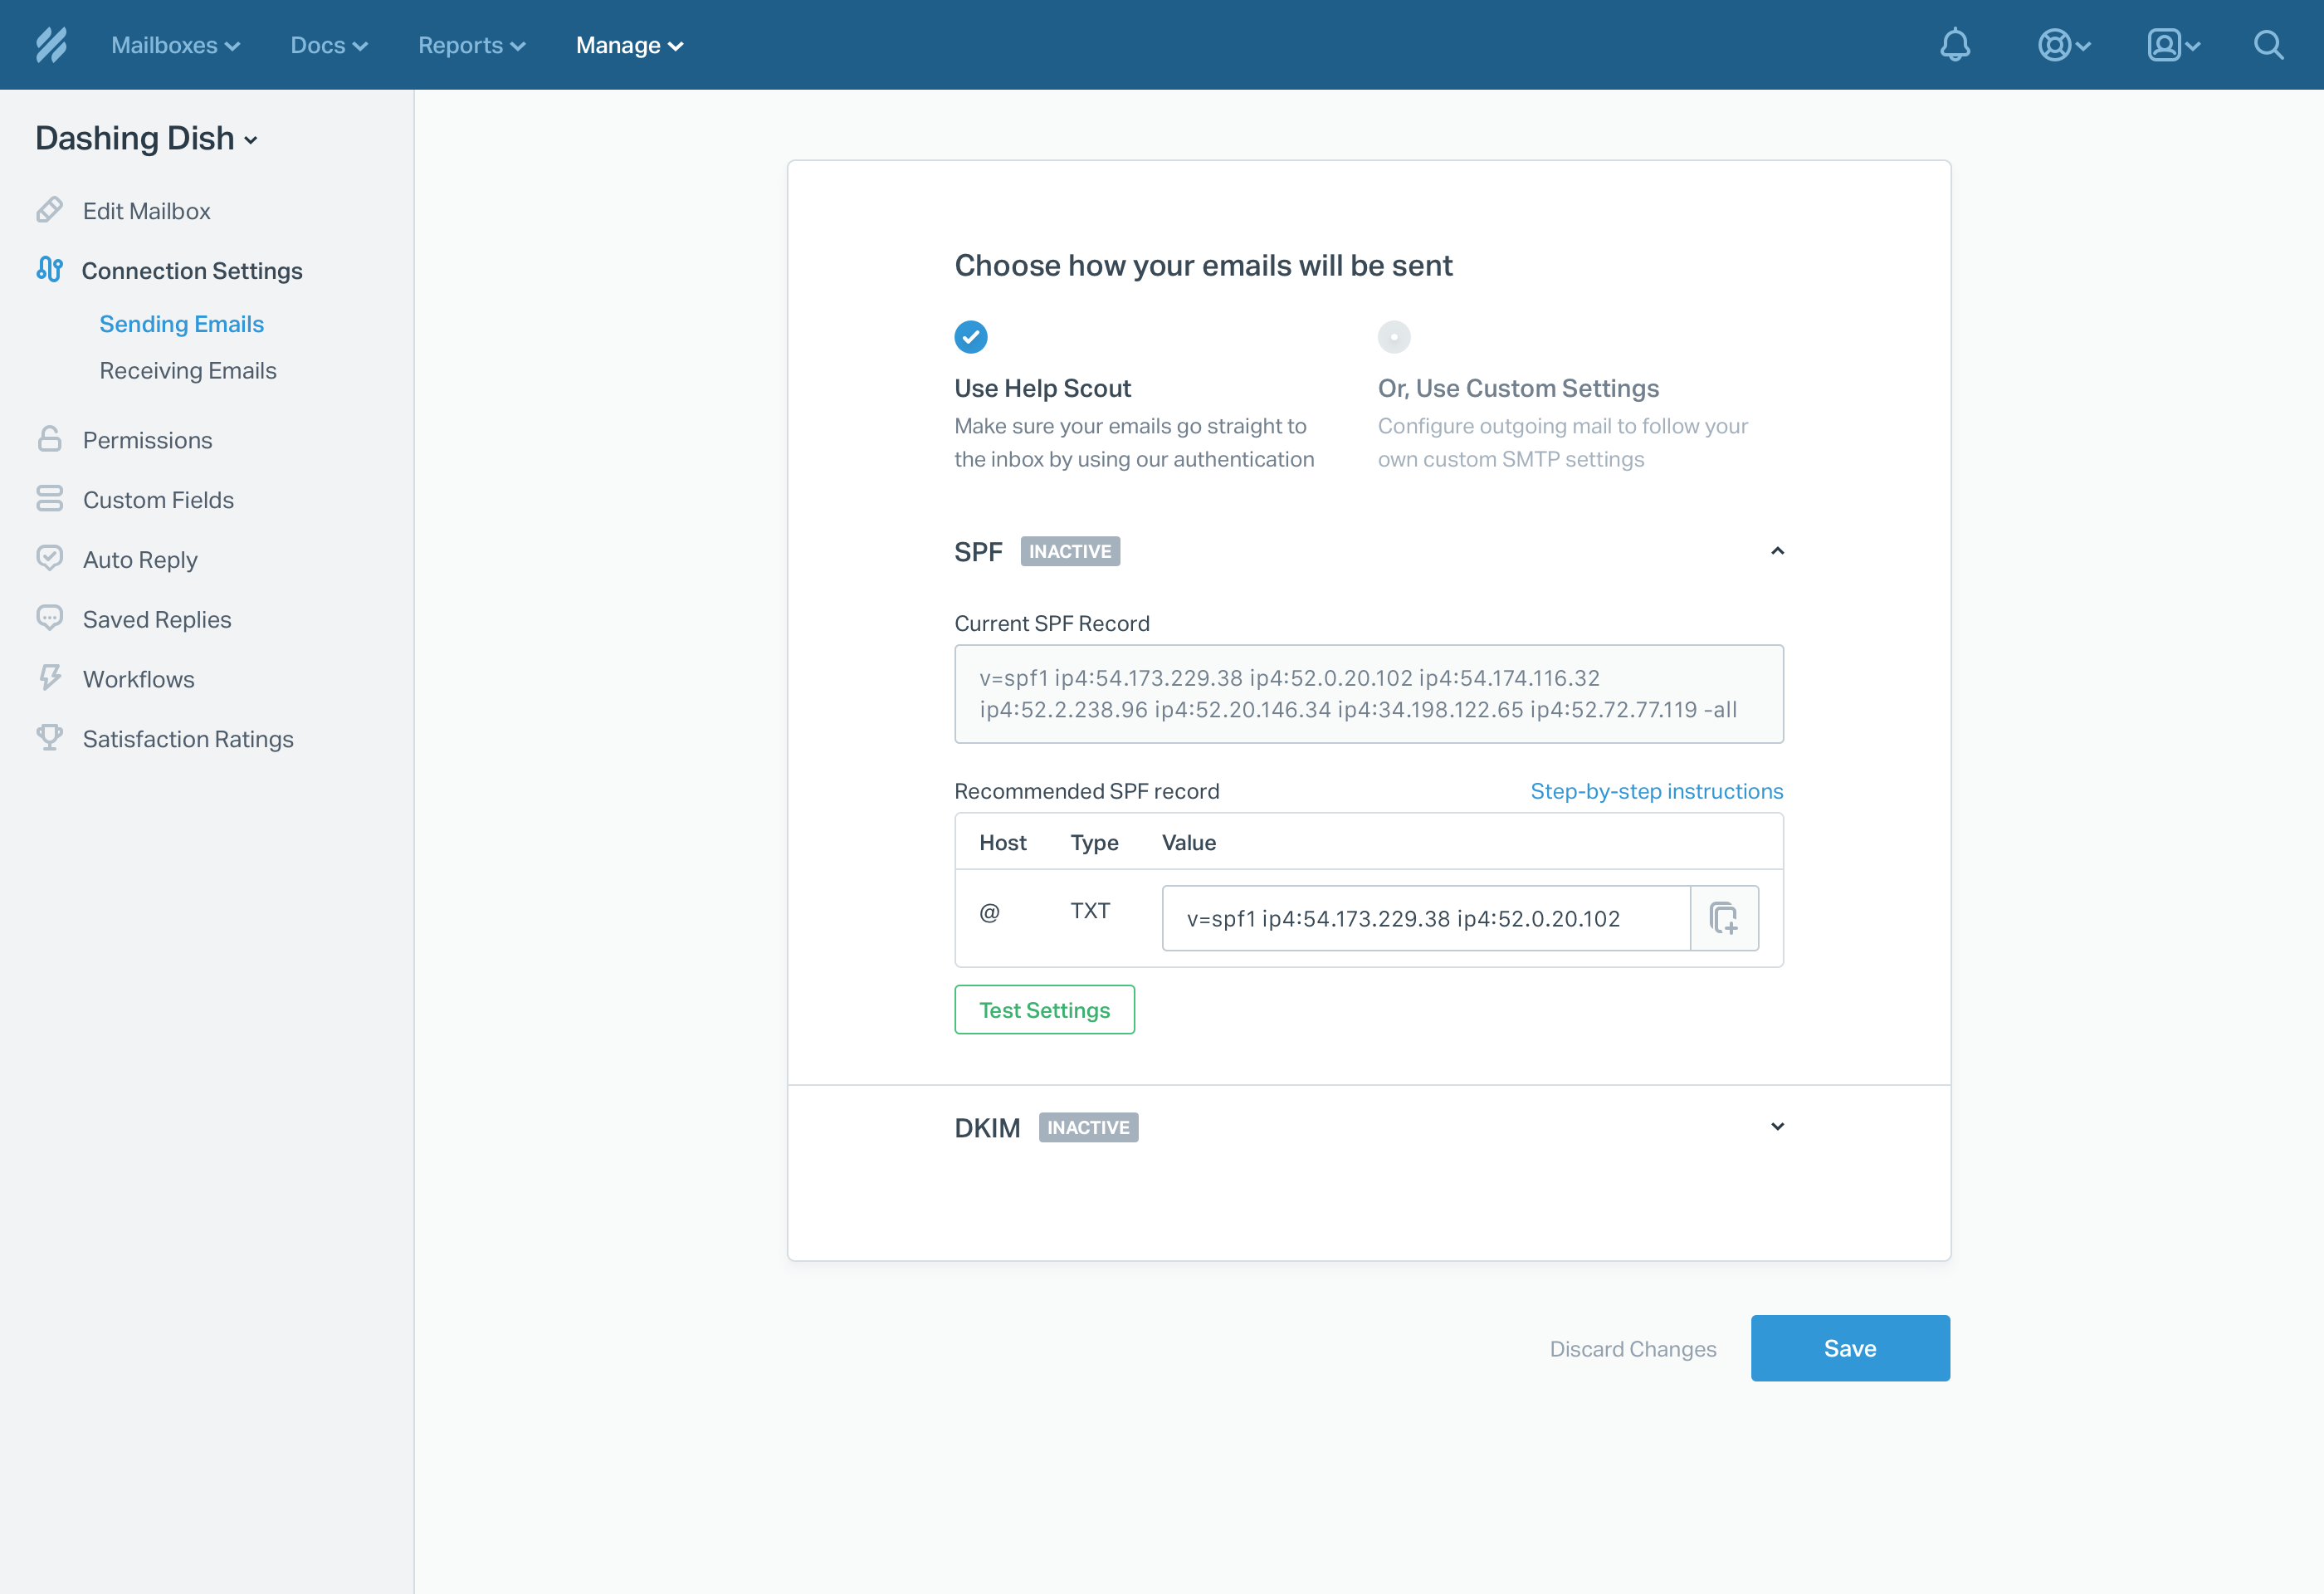 Mailboxes Docs Reports Manage
Dashing Dish
Edit Mailbox
Connection Settings
Sending Emails
Receiving Emails
Permissions
Custom Fields
Auto Reply
Saved Replies
Workflows
Satisfaction Ratings
Choose how your emails will be sent
Use Help Scout
Make sure your emails go straight to
the inbox by using our authentication
Or, Use Custom Settings
Configure outgoing mail to follow your
own custom SMTP settings
SPF INACTIVE
Current SPF Record
v=spf1 ip4:54.173.229.38 ip4:52.0.20.102 ip4:54.174.116.32
ip4:52.2.238.96 ip4:52.20.146.34 ip4:34.198.122.65 ip4:52.72.77.119 -all
Recommended SPF record Step-by-step instructions
Host Type Value
@ TXT v=spf1 ip4:54.173.229.38 ip4:52.0.20.102
Test Settings
DKIM INACTIVE
Discard Changes Save